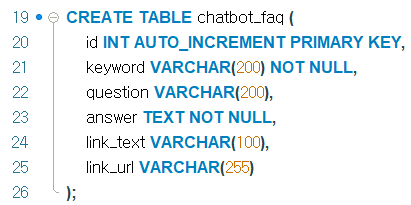 19 CREATE TABLE chatbot_faq (
20 id INT AUTO_INCREMENT PRIMARY KEY,
21 keyword VARCHAR(200) NOT NULL,
22 question VARCHAR(200),
23 answer TEXT NOT NULL,
24 link_text VARCHAR(100),
25 link_url VARCHAR(255)
26 );